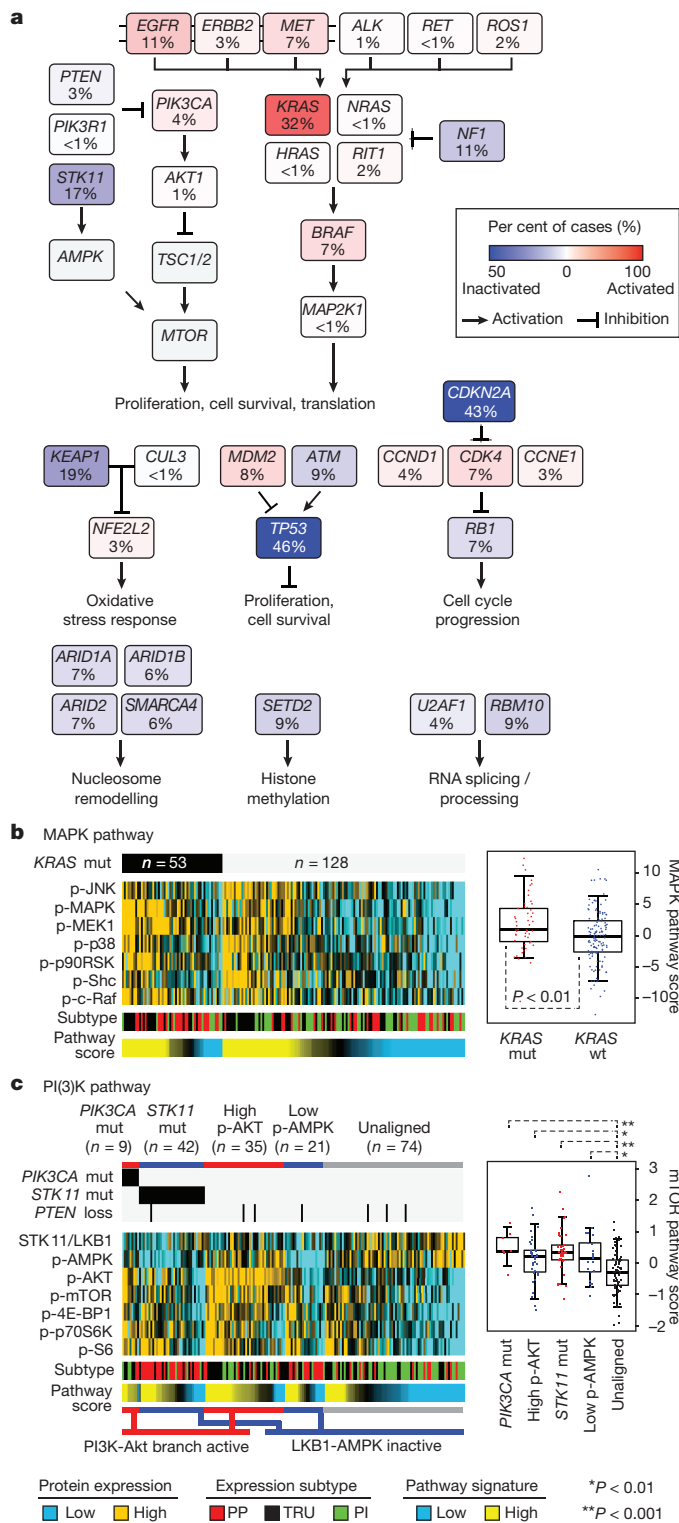 a
EGFR 11% ERBB2 3% MET 7% ALK 1% RET <1% ROS1 2%
PTEN 3%
PIK3R1 <1%
PIK3CA 4%
KRAS 32% NRAS <1%
HRAS <1% RIT1 2%
NF1 11%
STK11 17%
AKT1 1%
BRAF 7%
AMPK
TSC1/2
MAP2K1 <1%
MTOR
Proliferation, cell survival, translation
Per cent of cases (%)
50 0 100
Inactivated Activated
Activation Inhibition
KEAP1 19% CUL3 <1%
NFE2L2 3%
Oxidative
stress response
MDM2 8% ATM 9%
TP53 46%
Proliferation,
cell survival
CDKN2A 43%
CCND1 4% CDK4 7% CCNE1 3%
RB1 7%
Cell cycle
progression
ARID1A 7% ARID1B 6%
ARID2 7% SMARCA4 6%
Nucleosome
remodelling
SETD2 9%
Histone
methylation
U2AF1 4% RBM10 9%
RNA splicing /
processing
b MAPK pathway
KRAS mut n = 53 n = 128
p-JNK
p-MAPK
p-MEK1
p-p38
p-p90RSK
p-Shc
p-c-Raf
Subtype
Pathway
score
10
5
0
−5
−10
MAPK pathway score
P < 0.01
KRAS
mut
KRAS
wt
c PI(3)K pathway
PIK3CA
mut
(n = 9)
STK11
mut
(n = 42)
High
p-AKT
(n = 35)
Low
p-AMPK
(n = 21)
Unaligned
(n = 74)
PIK3CA mut
STK11 mut
PTEN loss
STK11/LKB1
p-AMPK
p-AKT
p-mTOR
p-4E-BP1
p-p70S6K
p-S6
Subtype
Pathway
score
PI3K-Akt branch active
LKB1-AMPK inactive
**
*
**
*
3
2
1
0
−1
−2
mTOR pathway score
PIK3CA mut
High p-AKT
STK11 mut
Low p-AMPK
Unaligned
Protein expression
Low High
Expression subtype
PP TRU PI
Pathway signature
Low High
*P < 0.01
**P < 0.001